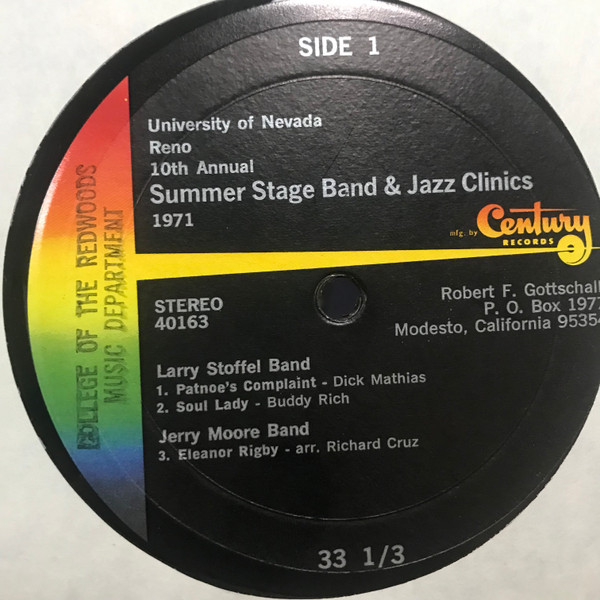 SIDE 1
University of Nevada
Reno
10th Annual
Summer Stage Band & Jazz Clinics
1971
mfg. by Century
RECORDS
STEREO
40163
Robert F. Gottschalk
P. O. Box 1977
Modesto, California 95354
Larry Stoffel Band
1. Patnoe's Complaint - Dick Mathias
2. Soul Lady - Buddy Rich
Jerry Moore Band
3. Eleanor Rigby - arr. Richard Cruz
33 1/3
COLLEGE OF THE REDWOODS
MUSIC DEPARTMENT